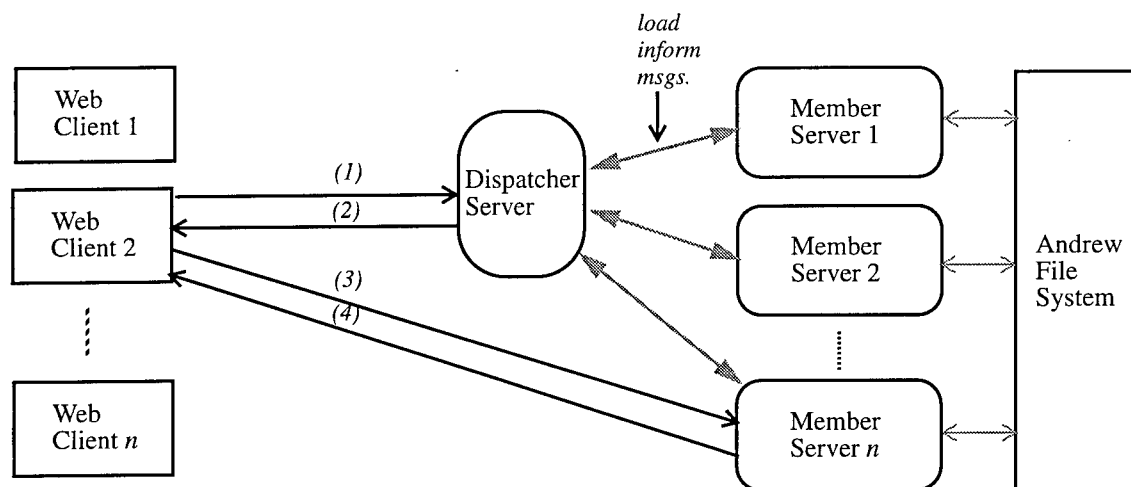 load
inform
msgs.
Web
Client 1
Member
Server 1
(1)
Dispatcher
Server
(2)
Web
Client 2
Member
Server 2
Andrew
File
System
(3)
(4)
Web
Client n
Member
Server n